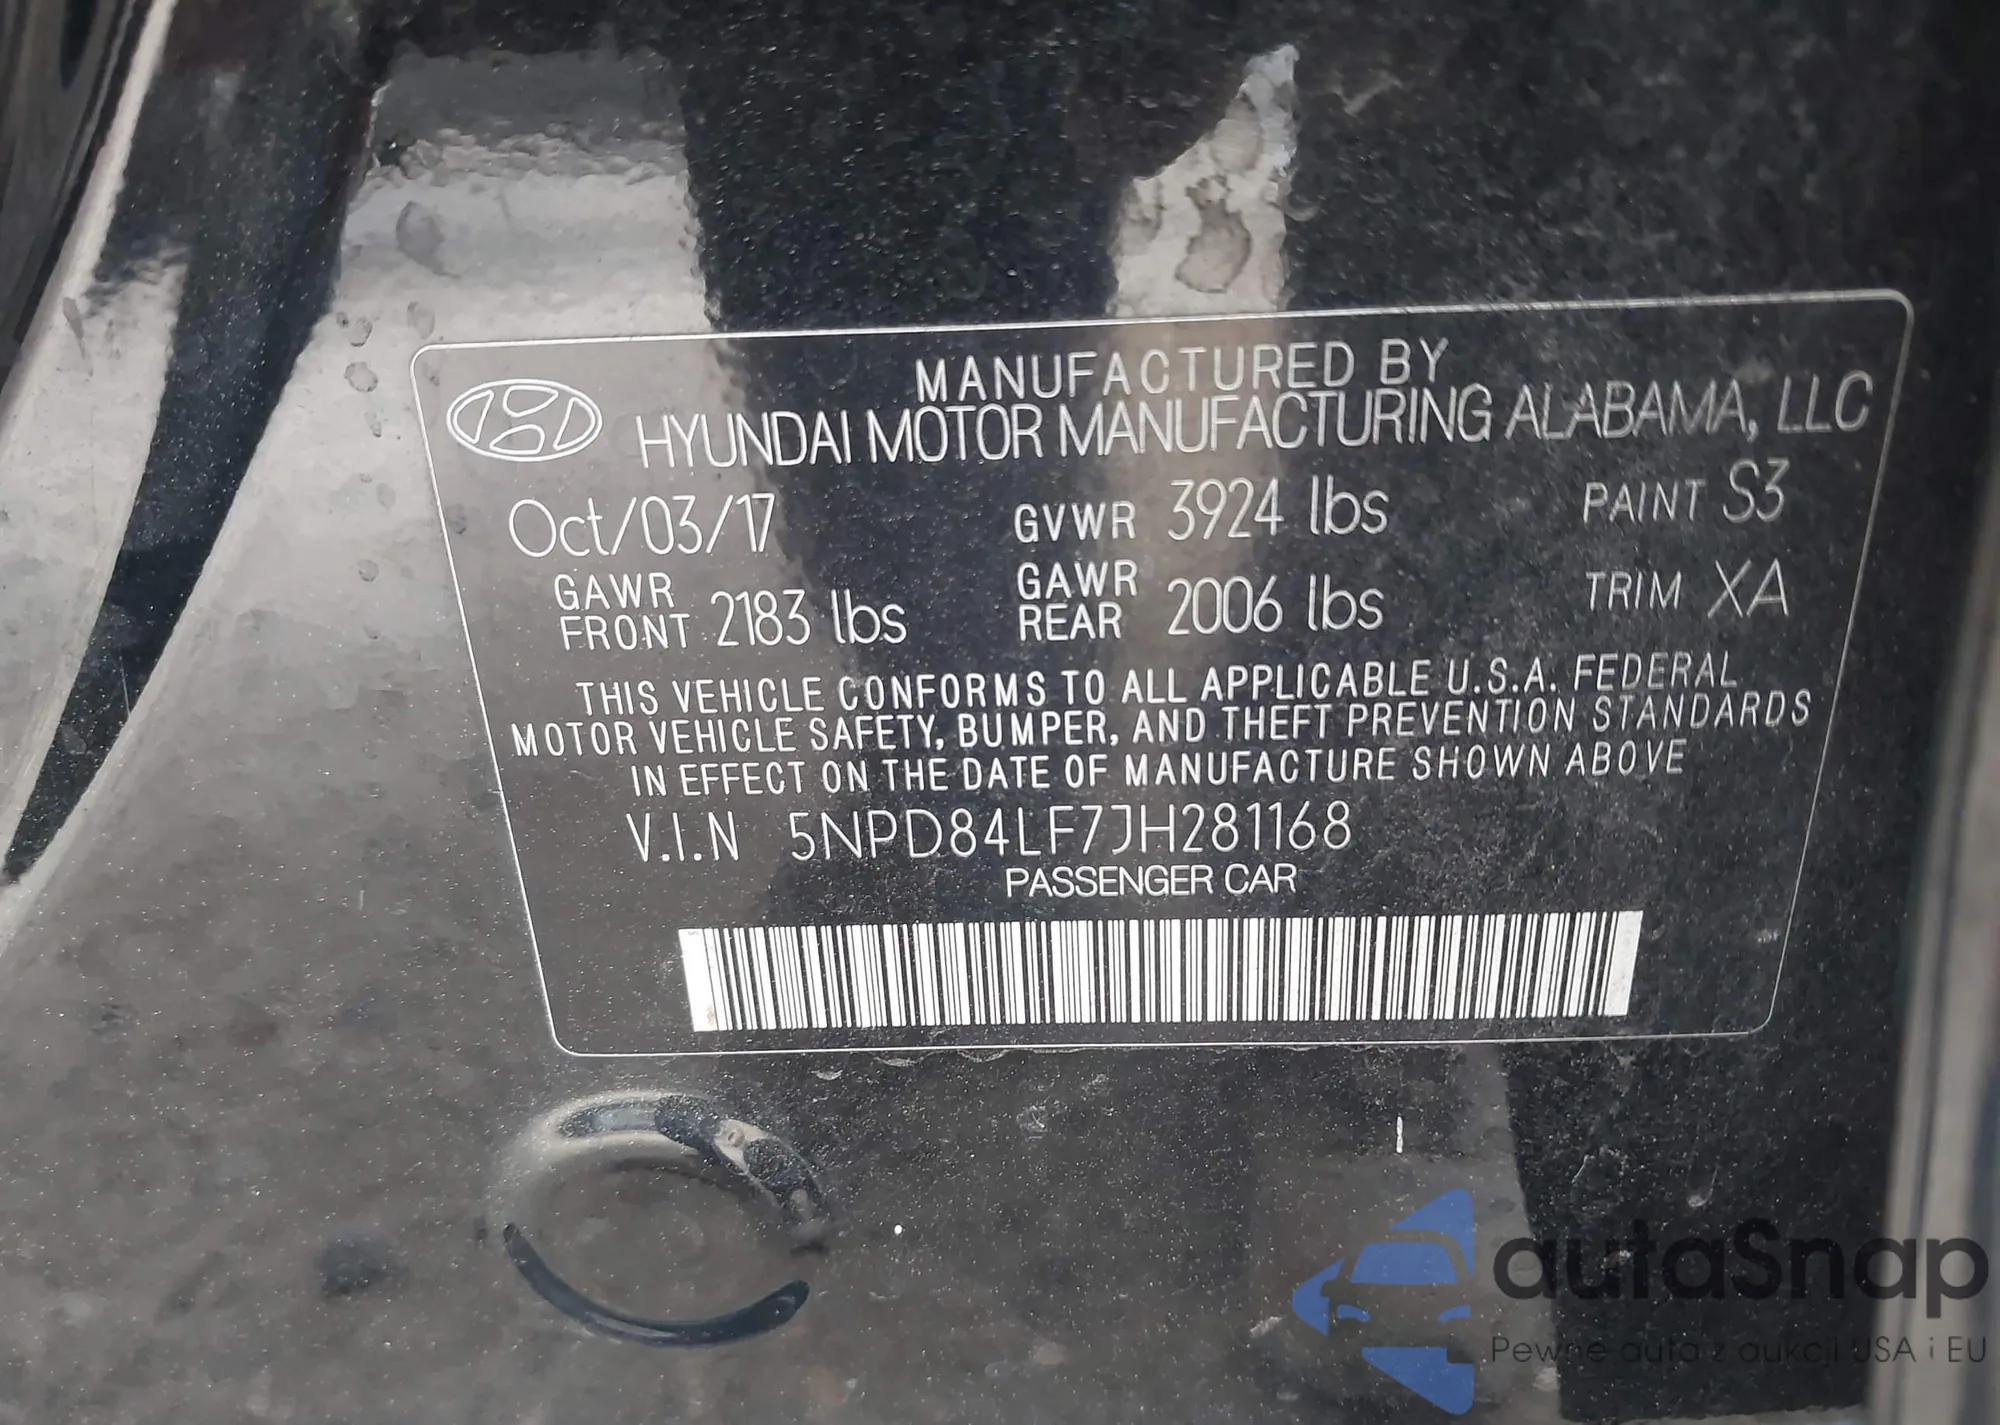 MANUFACTURED BY
HYUNDAI MOTOR MANUFACTURING ALABAMA, LLC
Oct/03/17 GVWR 3924 lbs PAINT S3
GAWR FRONT 2183 lbs GAWR REAR 2006 lbs TRIM XA
THIS VEHICLE CONFORMS TO ALL APPLICABLE U.S.A. FEDERAL
MOTOR VEHICLE SAFETY, BUMPER, AND THEFT PREVENTION STANDARDS
IN EFFECT ON THE DATE OF MANUFACTURE SHOWN ABOVE
V.I.N 5NPD84LF7JH281168
PASSENGER CAR
autaSnap
Pewne auta z aukcji USA i EU